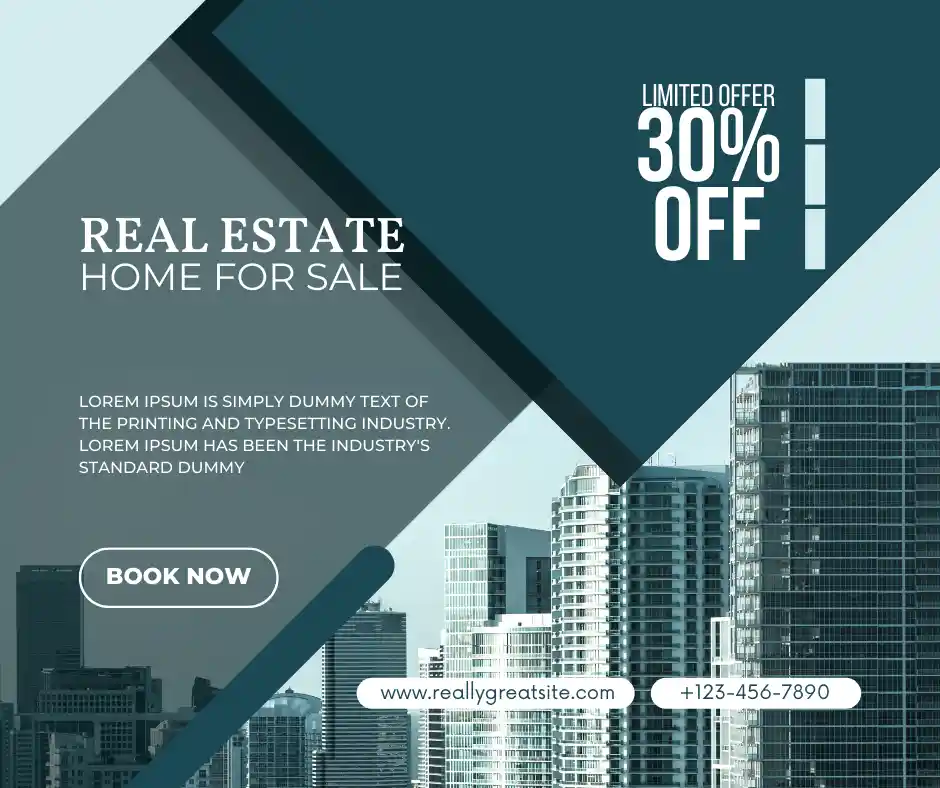 LIMITED OFFER
30%
OFF
REAL ESTATE
HOME FOR SALE
LOREM IPSUM IS SIMPLY DUMMY TEXT OF
THE PRINTING AND TYPESETTING INDUSTRY.
LOREM IPSUM HAS BEEN THE INDUSTRY'S
STANDARD DUMMY
BOOK NOW
www.reallygreatsite.com
+123-456-7890